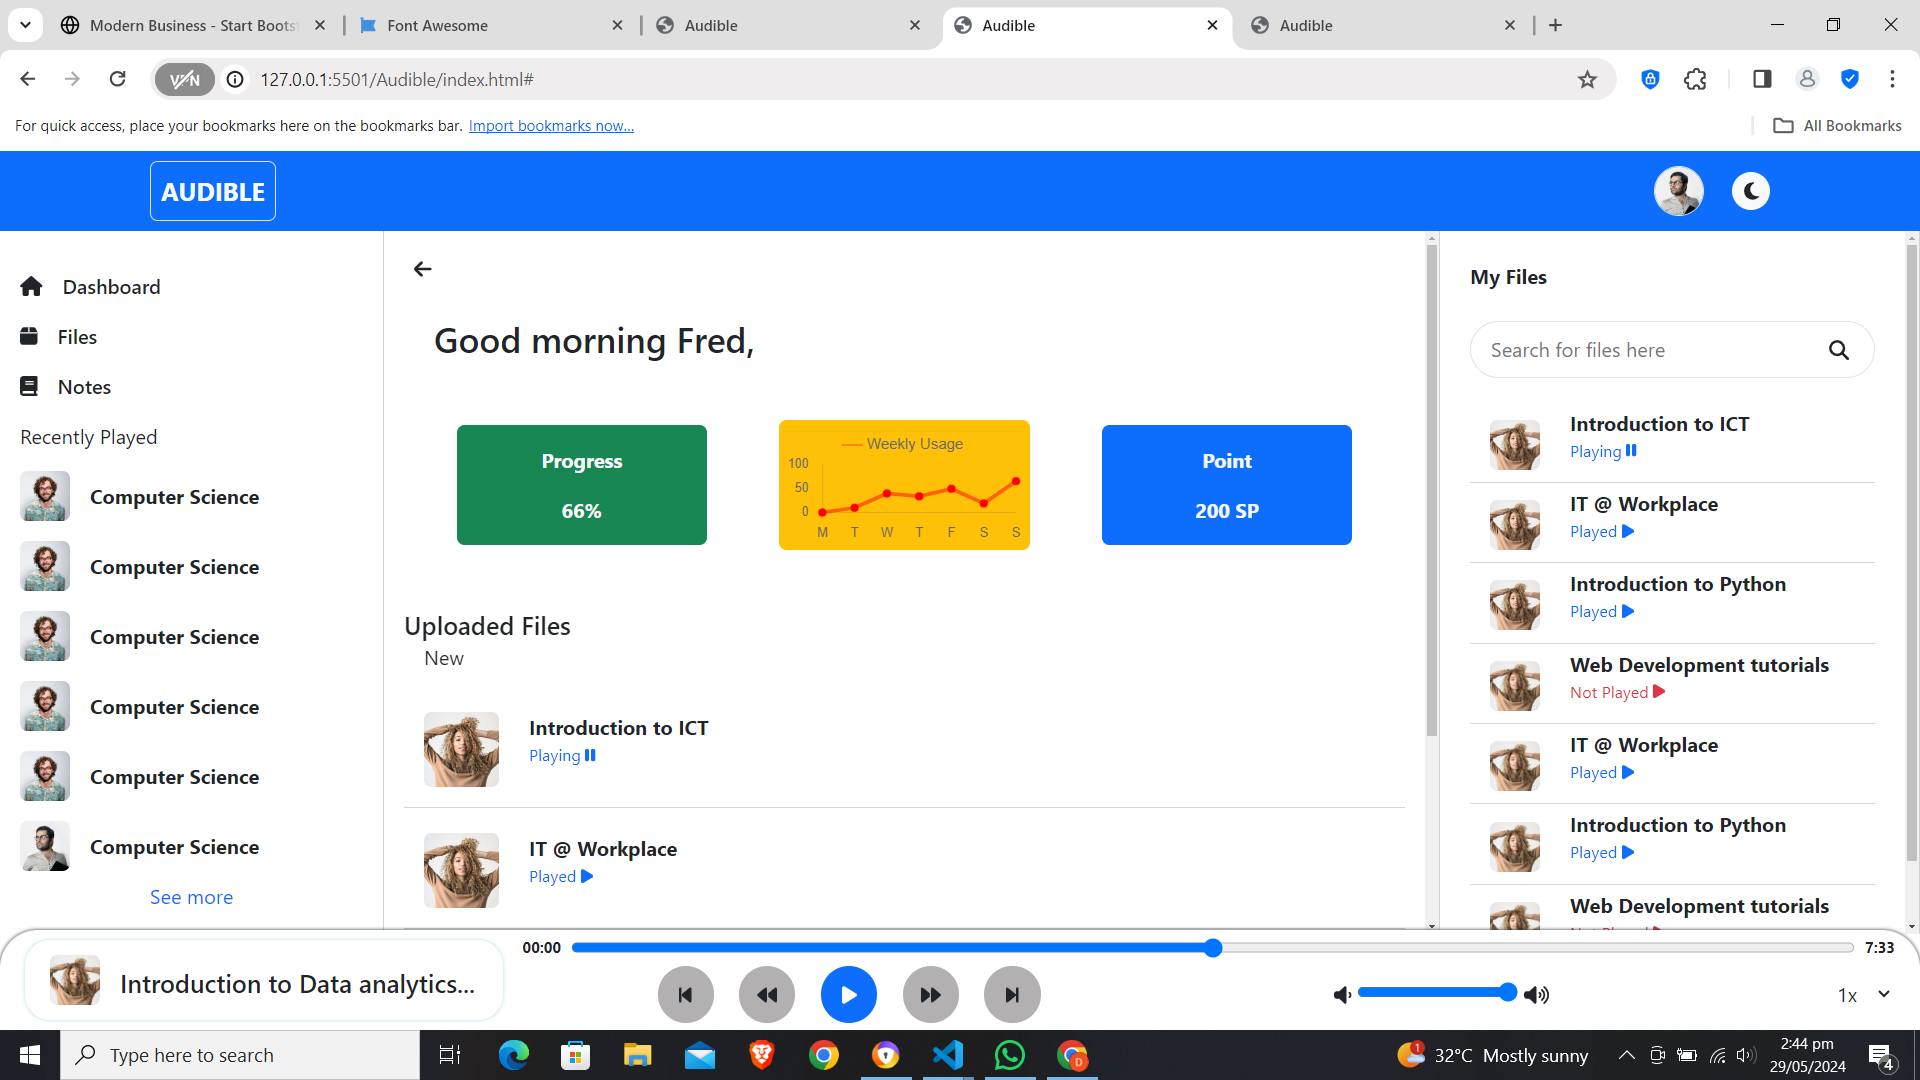 Modern Business - Start Boots
Font Awesome
Audible
Audible
Audible
VPN
127.0.0.1:5501/Audible/index.html#
For quick access, place your bookmarks here on the bookmarks bar. Import bookmarks now...
All Bookmarks
AUDIBLE
Dashboard
Files
Notes
Recently Played
Computer Science
Computer Science
Computer Science
Computer Science
Computer Science
Computer Science
See more
Good morning Fred,
Progress
66%
Weekly Usage
100
50
0
M T W T F S S
Point
200 SP
Uploaded Files
New
Introduction to ICT
Playing
IT @ Workplace
Played
My Files
Search for files here
Introduction to ICT
Playing
IT @ Workplace
Played
Introduction to Python
Played
Web Development tutorials
Not Played
IT @ Workplace
Played
Introduction to Python
Played
Web Development tutorials
Introduction to Data analytics...
00:00
7:33
1x
Type here to search
D
1
32°C Mostly sunny
2:44 pm
29/05/2024
4